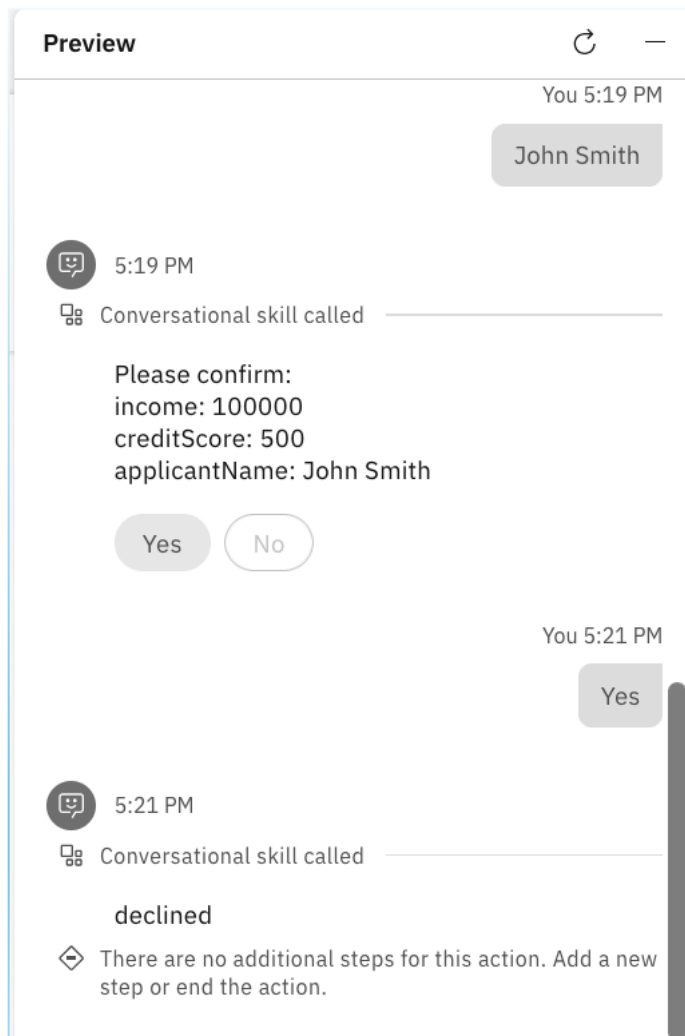 Preview
You 5:19 PM
John Smith
5:19 PM
Conversational skill called
Please confirm:
income: 100000
creditScore: 500
applicantName: John Smith
Yes
No
You 5:21 PM
Yes
5:21 PM
Conversational skill called
declined
There are no additional steps for this action. Add a new
step or end the action.